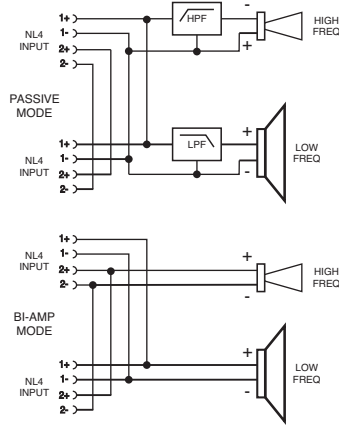 1+
NL4 1-
INPUT 2+
2-
HPF
-
+
HIGH
FREQ
PASSIVE
MODE
1+
NL4 1-
INPUT 2+
2-
LPF
+
-
LOW
FREQ
1+
NL4 1-
INPUT 2+
2-
+
-
HIGH
FREQ
BI-AMP
MODE
1+
NL4 1-
INPUT 2+
2-
+
-
LOW
FREQ